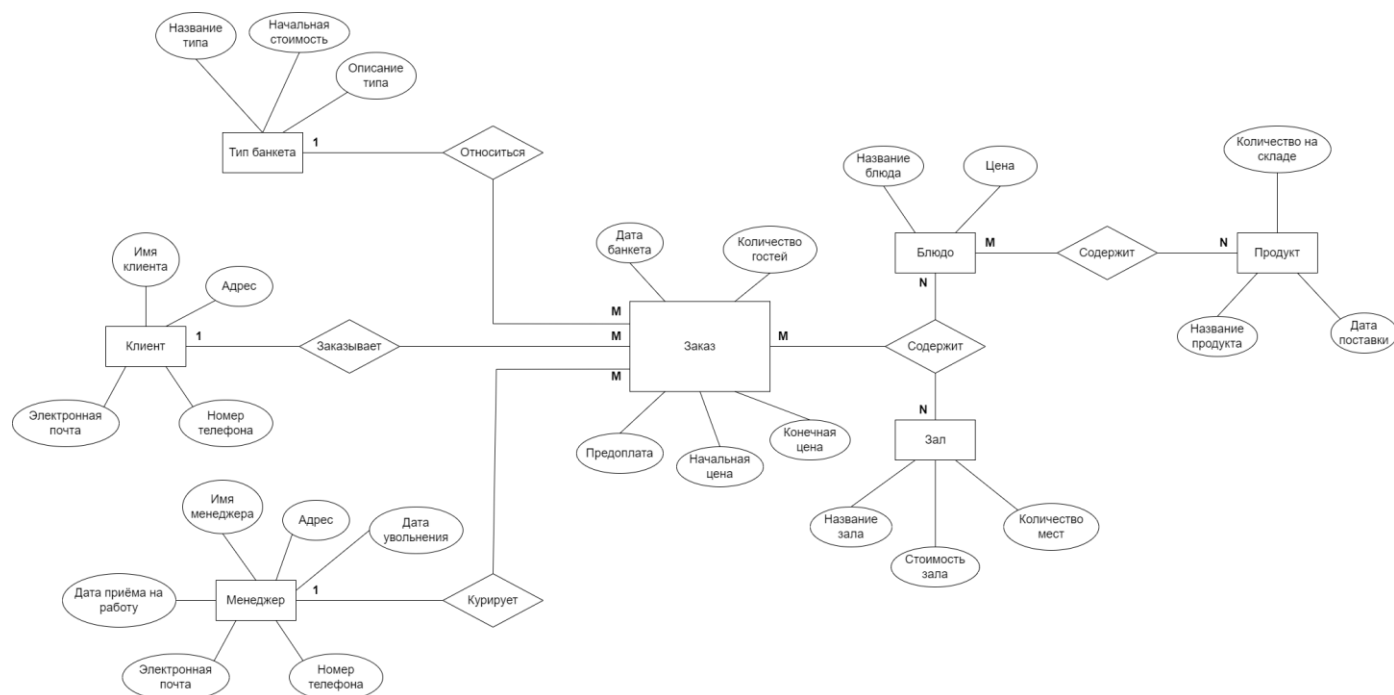 Название
типа
Начальная
стоимость
Описание
типа
Тип банкета
1
Относиться
Название
блюда
Цена
Количество на
складе
Имя
клиента
Адрес
Дата
банкета
Количество
гостей
Блюдо
M
Содержит
N
Продукт
N
Название
продукта
Дата
поставки
Клиент
1
Заказывает
M
M
M
Заказ
M
Содержит
Электронная
почта
Номер
телефона
Предоплата
Начальная
цена
Конечная
цена
N
Зал
Имя
менеджера
Адрес
Дата
увольнения
Название
зала
Стоимость
зала
Количество
мест
Дата приёма на
работу
Менеджер
1
Курирует
Электронная
почта
Номер
телефона